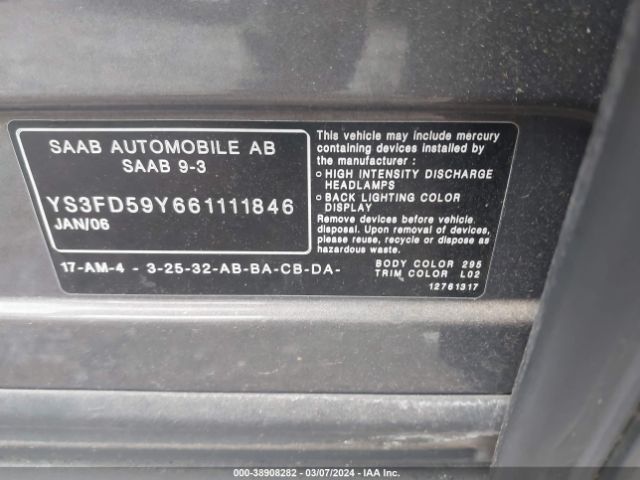 SAAB AUTOMOBILE AB
SAAB 9-3
YS3FD59Y661111846
JAN/06
17-AM-4 - 3-25-32-AB-BA-CB-DA-
This vehicle may include mercury
containing devices installed by
the manufacturer :
○ HIGH INTENSITY DISCHARGE
HEADLAMPS
○ BACK LIGHTING COLOR
DISPLAY
Remove devices before vehicle
disposal. Upon removal of devices,
please reuse, recycle or dispose as
hazardous waste.
BODY COLOR 295
TRIM COLOR L02
12761317
000-38908282 - 03/07/2024 - IAA Inc.